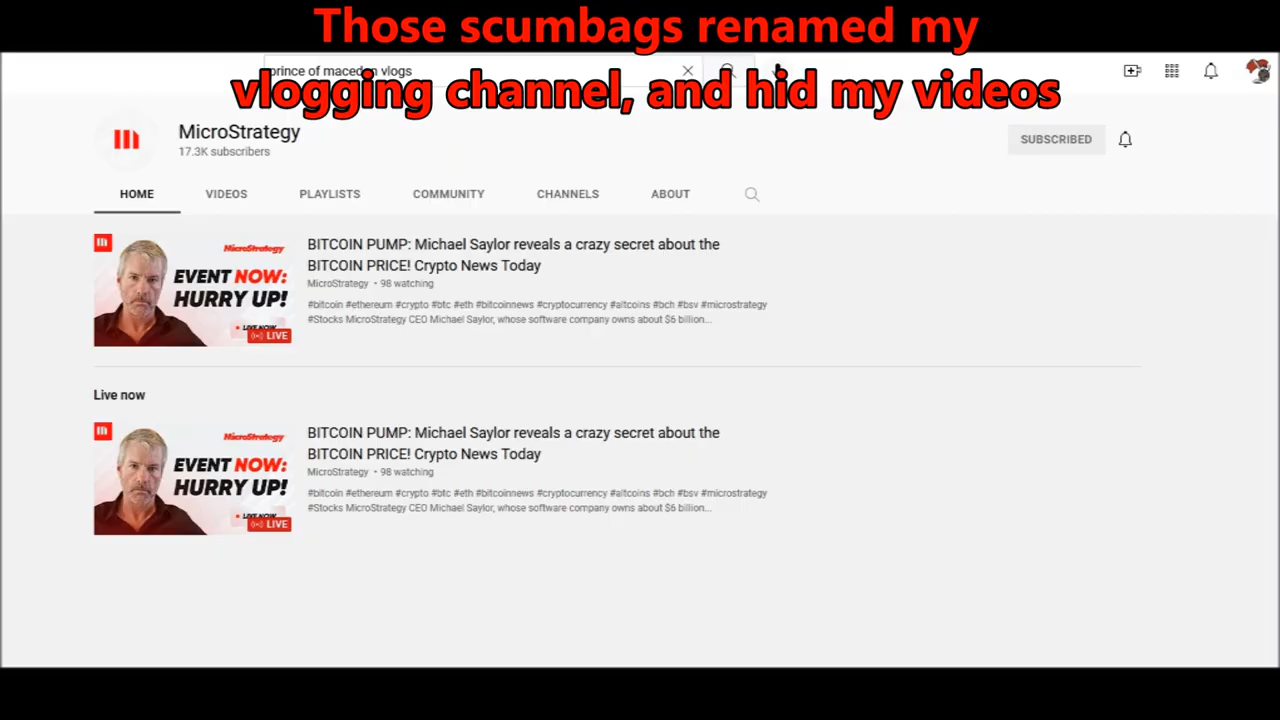 Those scumbags renamed my
prince of macedon vlogs
vlogging channel, and hid my videos
MicroStrategy
17.3K subscribers
SUBSCRIBED
HOME VIDEOS PLAYLISTS COMMUNITY CHANNELS ABOUT
MicroStrategy
EVENT NOW:
HURRY UP!
LIVE NOW
LIVE
BITCOIN PUMP: Michael Saylor reveals a crazy secret about the
BITCOIN PRICE! Crypto News Today
MicroStrategy • 98 watching
#bitcoin #ethereum #crypto #btc #eth #bitcoinnews #cryptocurrency #altcoins #bch #bsv #microstrategy
#Stocks MicroStrategy CEO Michael Saylor, whose software company owns about $6 billion...
Live now
MicroStrategy
EVENT NOW:
HURRY UP!
LIVE NOW
LIVE
BITCOIN PUMP: Michael Saylor reveals a crazy secret about the
BITCOIN PRICE! Crypto News Today
MicroStrategy • 98 watching
#bitcoin #ethereum #crypto #btc #eth #bitcoinnews #cryptocurrency #altcoins #bch #bsv #microstrategy
#Stocks MicroStrategy CEO Michael Saylor, whose software company owns about $6 billion...